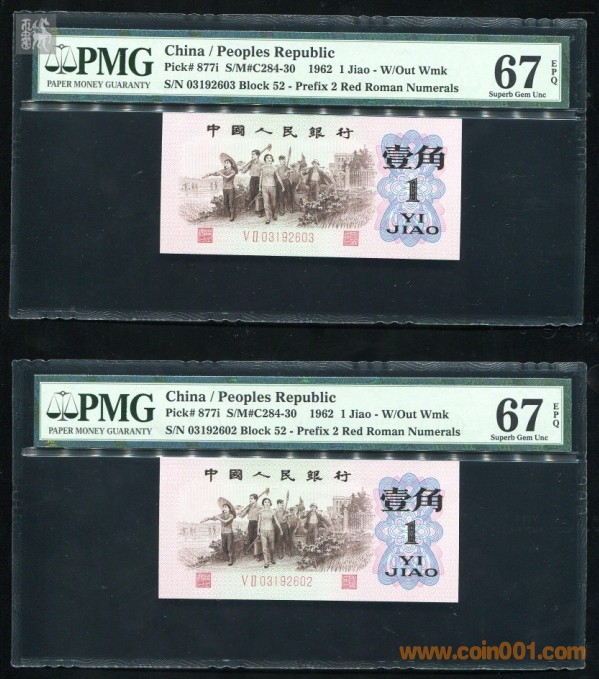 PMG
PAPER MONEY GUARANTY
China / Peoples Republic
Pick# 877i S/M#C284-30 1962 1 Jiao - W/Out Wmk
S/N 03192603 Block 52 - Prefix 2 Red Roman Numerals
67
EPQ
Superb Gem Unc
中國人民銀行
壹角
1
YI
JIAO
V II 03192603
PMG
PAPER MONEY GUARANTY
China / Peoples Republic
Pick# 877i S/M#C284-30 1962 1 Jiao - W/Out Wmk
S/N 03192602 Block 52 - Prefix 2 Red Roman Numerals
67
EPQ
Superb Gem Unc
中國人民銀行
壹角
1
YI
JIAO
V II 03192602
www.coin001.com